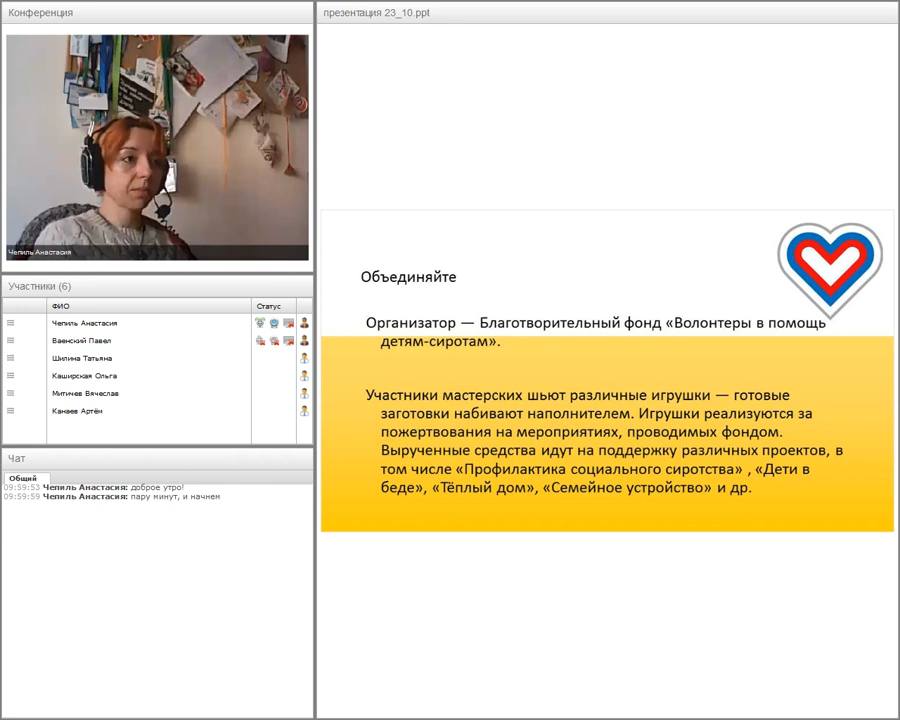 Конференция
Чепиль Анастасия
Участники (6)
ФИО
Статус
Чепиль Анастасия
Ваенский Павел
Шилина Татьяна
Каширская Ольга
Митичев Вячеслав
Канаев Артём
Чат
Общий
09:59:53 Чепиль Анастасия: доброе утро!
09:59:59 Чепиль Анастасия: пару минут, и начнем
презентация 23_10.ppt
Объединяйте
Организатор — Благотворительный фонд «Волонтеры в помощь
детям-сиротам».
Участники мастерских шьют различные игрушки — готовые
заготовки набивают наполнителем. Игрушки реализуются за
пожертвования на мероприятиях, проводимых фондом.
Вырученные средства идут на поддержку различных проектов, в
том числе «Профилактика социального сиротства» , «Дети в
беде», «Тёплый дом», «Семейное устройство» и др.